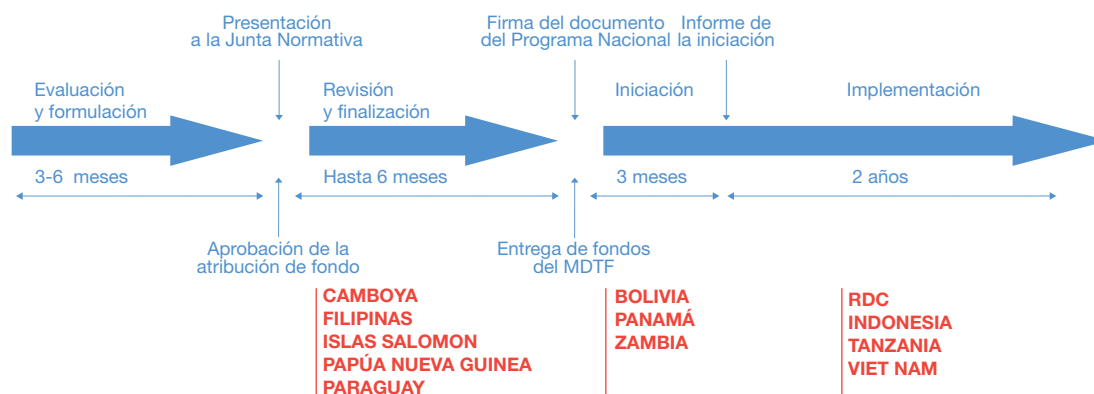 Presentación
a la Junta Normativa
Firma del documento
del Programa Nacional
Informe de
la iniciación
Evaluación
y formulación
Revisión
y finalización
Iniciación
Implementación
3-6 meses
Hasta 6 meses
3 meses
2 años
Aprobación de la
atribución de fondo
Entrega de fondos
del MDTF
CAMBOYA
FILIPINAS
ISLAS SALOMON
PAPÚA NUEVA GUINEA
PARAGUAY
BOLIVIA
PANAMÁ
ZAMBIA
RDC
INDONESIA
TANZANIA
VIET NAM